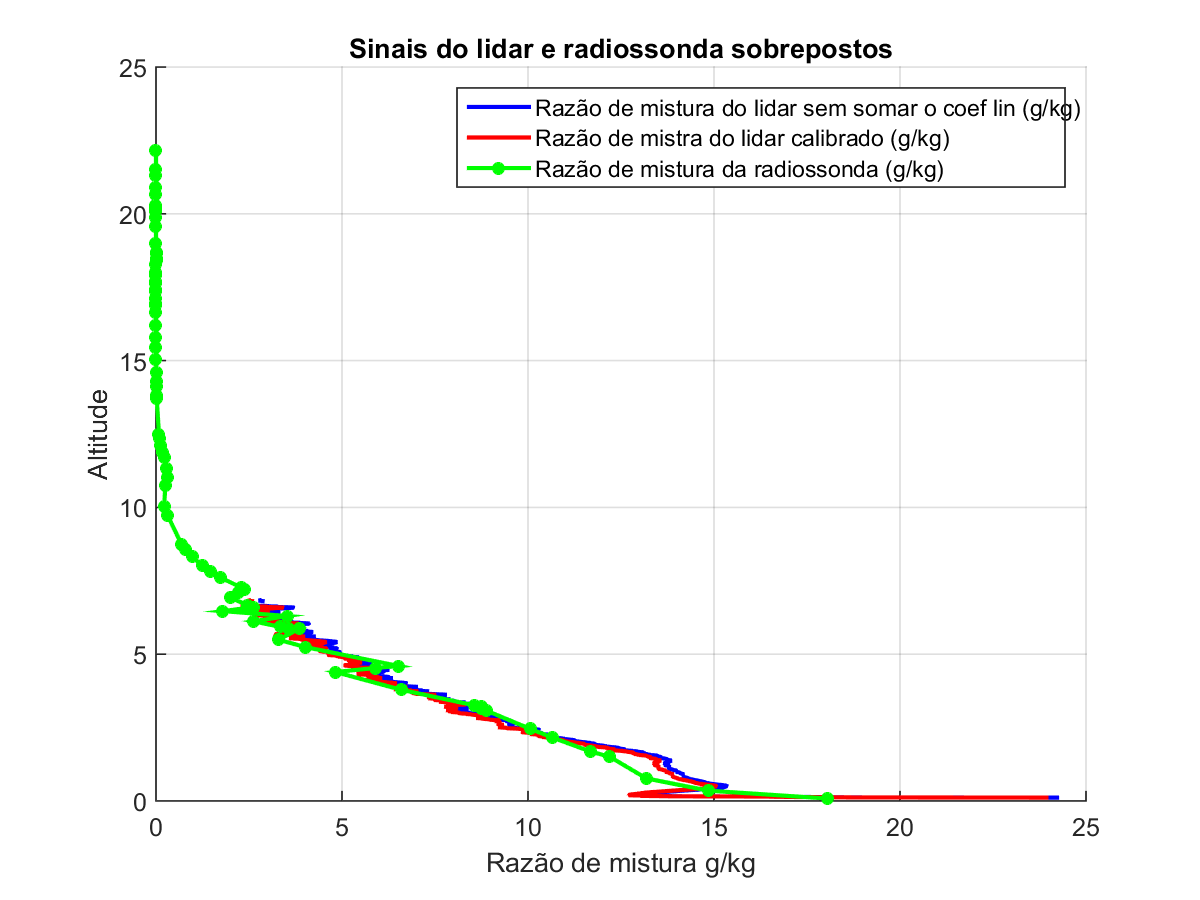 Sinais do lidar e radiossonda sobrepostos
25
Razão de mistura do lidar sem somar o coef lin (g/kg)
Razão de mistra do lidar calibrado (g/kg)
Razão de mistura da radiossonda (g/kg)
20
15
Altitude
10
5
0
0 5 10 15 20 25
Razão de mistura g/kg